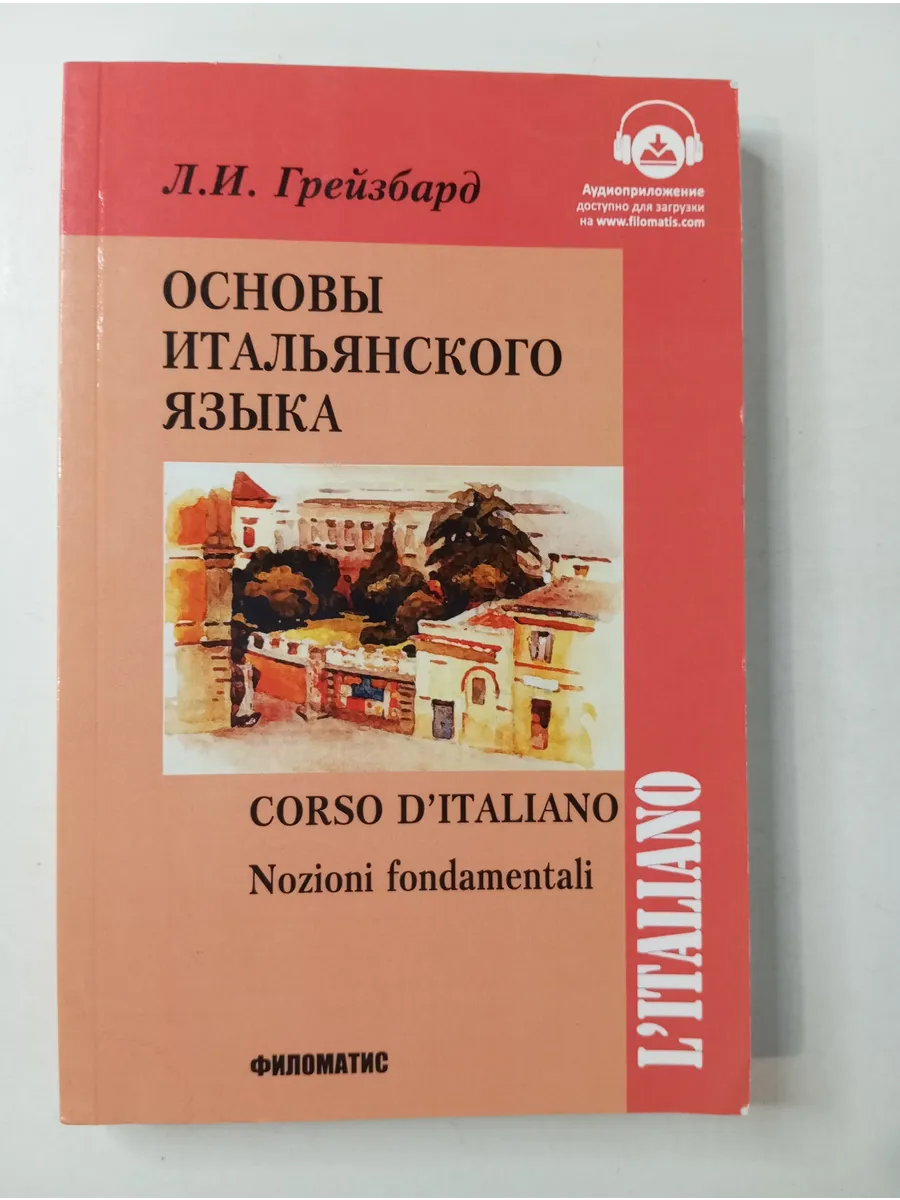 Л.И. Грейзбард
Аудиоприложение
доступно для загрузки
на www.filomatis.com
ОСНОВЫ
ИТАЛЬЯНСКОГО
ЯЗЫКА
CORSO D'ITALIANO
Nozioni fondamentali
L'ITALIANO
ФИЛОМАТИС